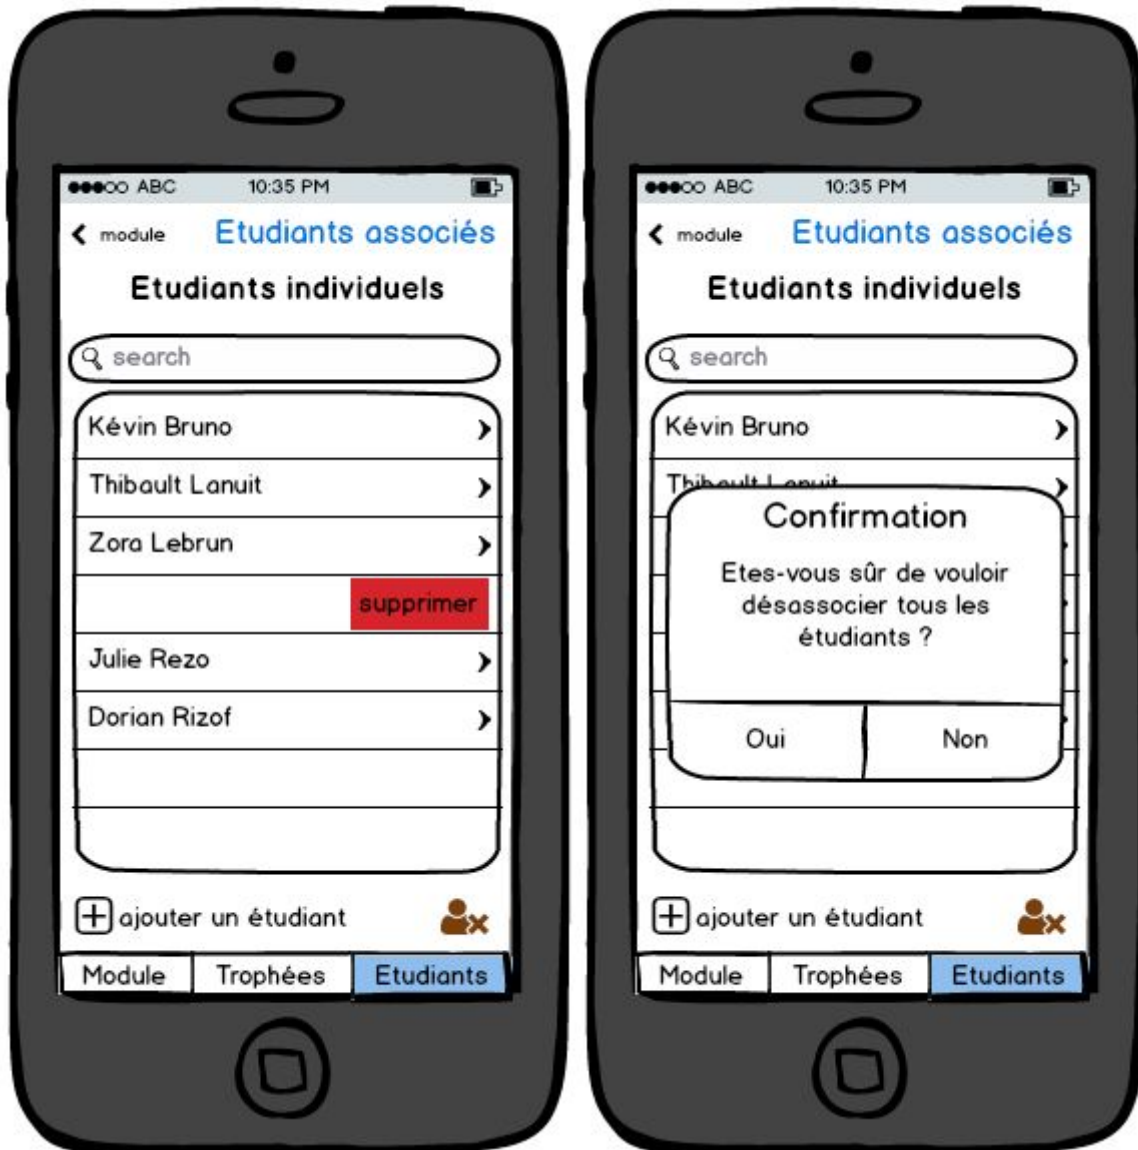 ABC 10:35 PM
module Etudiants associés
Etudiants individuels
search
Kévin Bruno
Thibault Lanuit
Zora Lebrun
supprimer
Julie Rezo
Dorian Rizof
ajouter un étudiant
Module Trophées Etudiants
ABC 10:35 PM
module Etudiants associés
Etudiants individuels
search
Kévin Bruno
Thibault Lanuit
Confirmation
Etes-vous sûr de vouloir
désassocier tous les
étudiants ?
Oui Non
ajouter un étudiant
Module Trophées Etudiants